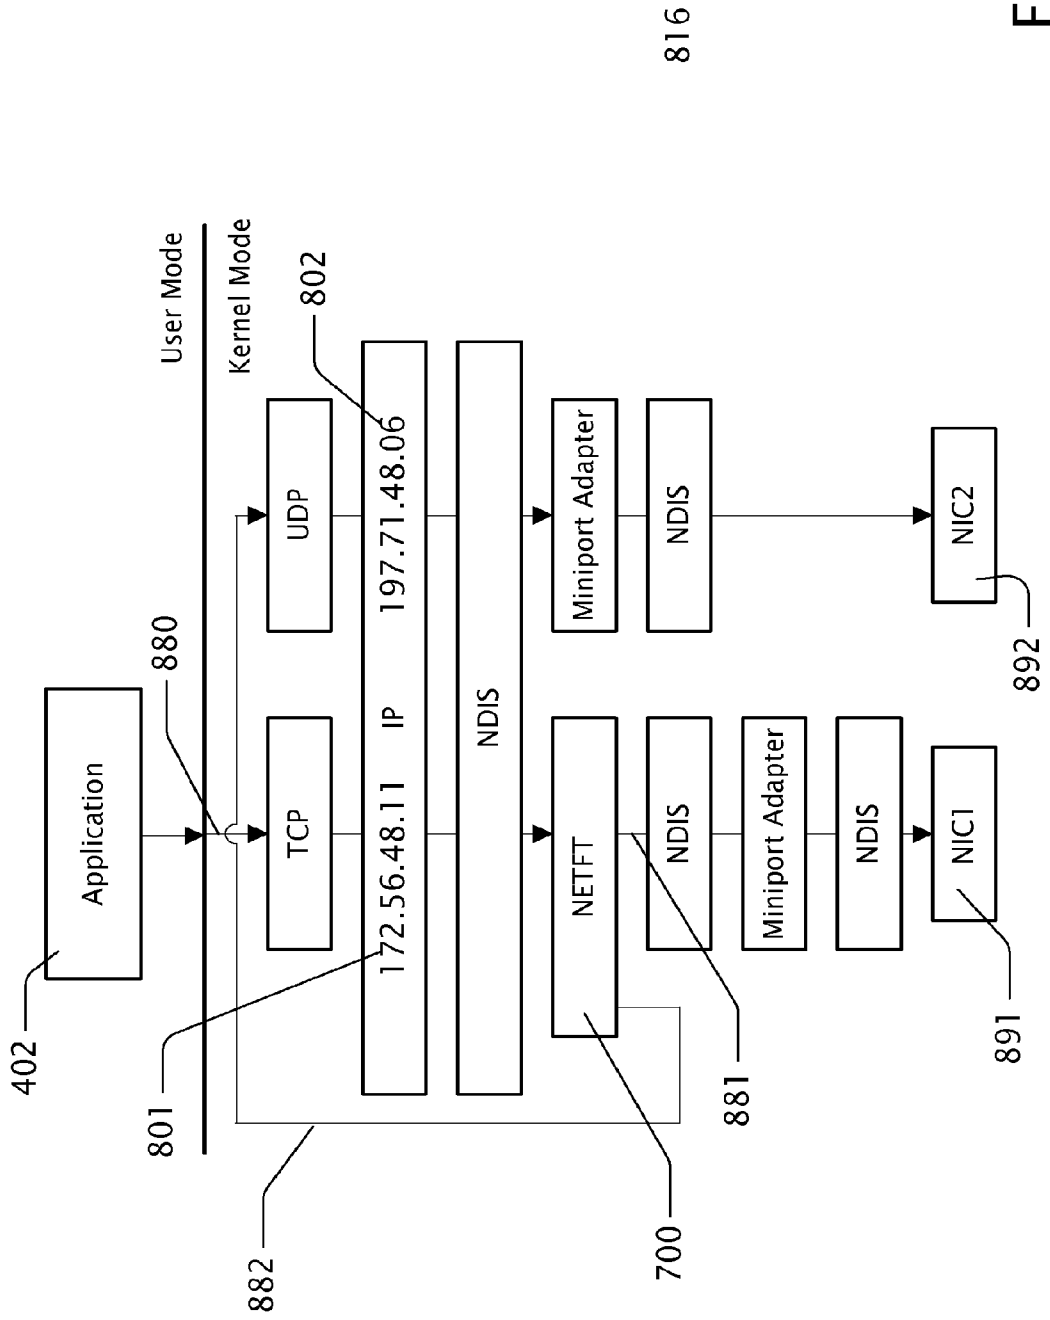 402
Application
880
User Mode
Kernel Mode
801
882
TCP
UDP
802
172.56.48.11 IP 197.71.48.06
NDIS
700
NETFT
Miniport Adapter
881
NDIS
NDIS
816
Miniport Adapter
NDIS
891
NIC1
892
NIC2
F